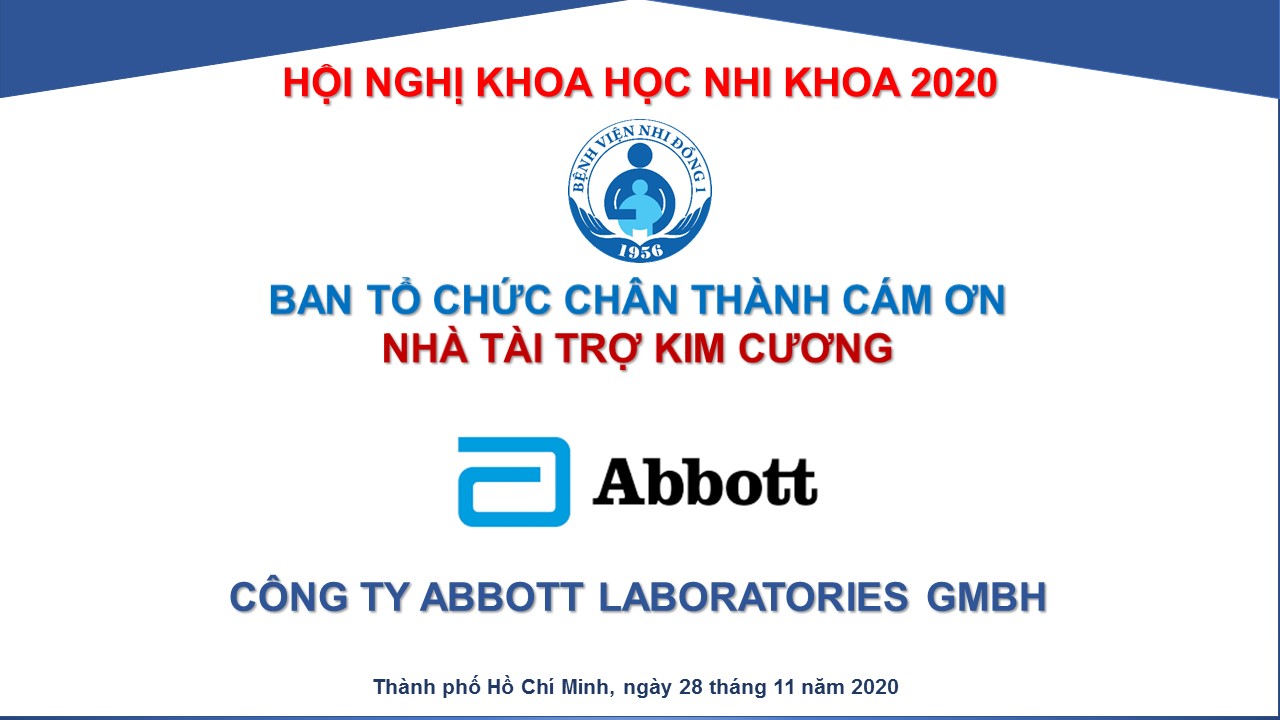 HỘI NGHỊ KHOA HỌC NHI KHOA 2020
BỆNH VIỆN NHI ĐỒNG 1
1956
BAN TỔ CHỨC CHÂN THÀNH CÁM ƠN
NHÀ TÀI TRỢ KIM CƯƠNG
Abbott
CÔNG TY ABBOTT LABORATORIES GMBH
Thành phố Hồ Chí Minh, ngày 28 tháng 11 năm 2020